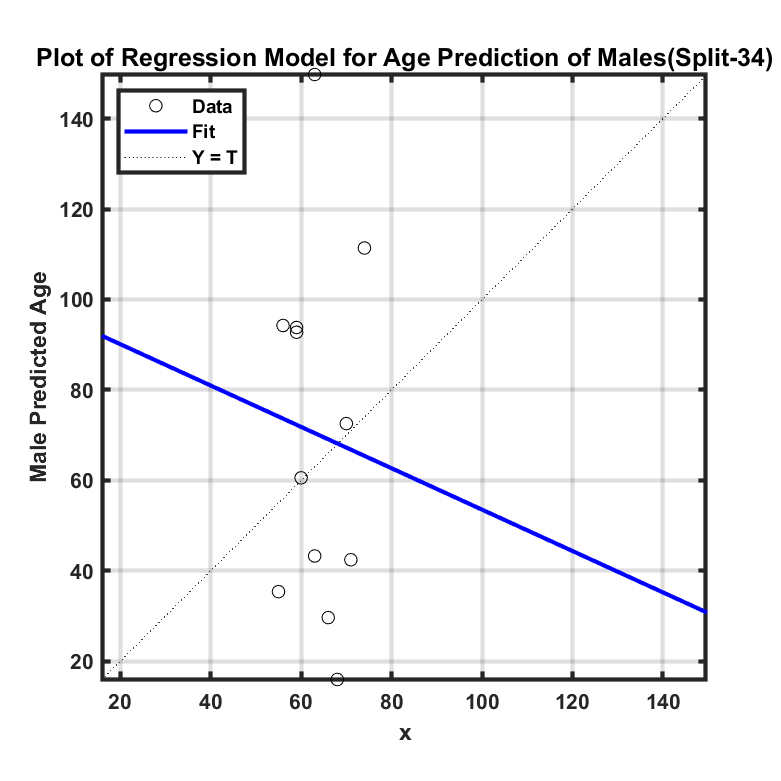 Plot of Regression Model for Age Prediction of Males(Split-34)
Data
Fit
Y = T
Male Predicted Age
140
120
100
80
60
40
20
20 40 60 80 100 120 140
x